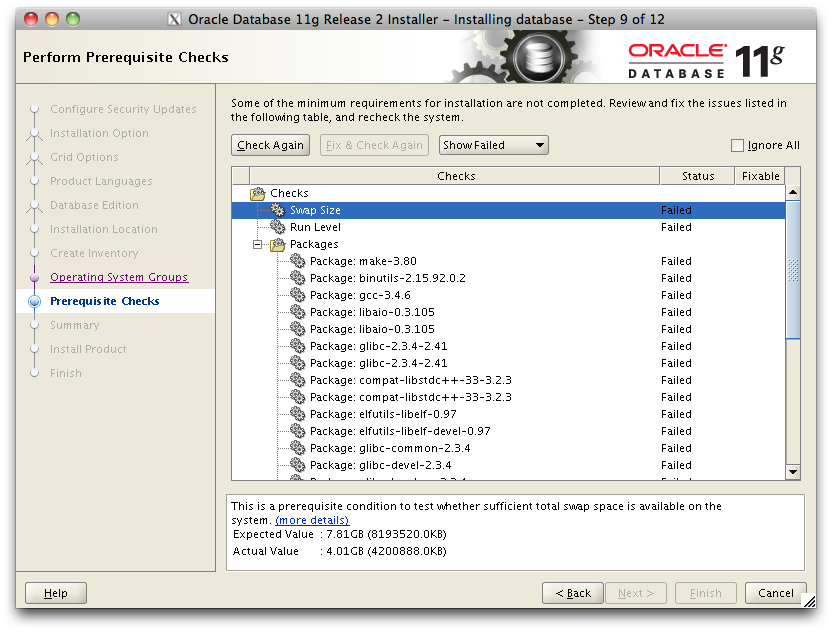 Oracle Database 11g Release 2 Installer - Installing database - Step 9 of 12
Perform Prerequisite Checks
ORACLE
DATABASE 11g
Configure Security Updates
Installation Option
Grid Options
Product Languages
Database Edition
Installation Location
Create Inventory
Operating System Groups
Prerequisite Checks
Summary
Install Product
Finish
Some of the minimum requirements for installation are not completed. Review and fix the issues listed in
the following table, and recheck the system.
Check Again Fix & Check Again Show Failed Ignore All
Checks Status Fixable
Checks
Swap Size Failed
Run Level Failed
Packages
Package: make-3.80 Failed
Package: binutils-2.15.92.0.2 Failed
Package: gcc-3.4.6 Failed
Package: libaio-0.3.105 Failed
Package: libaio-0.3.105 Failed
Package: glibc-2.3.4-2.41 Failed
Package: glibc-2.3.4-2.41 Failed
Package: compat-libstdc++-33-3.2.3 Failed
Package: compat-libstdc++-33-3.2.3 Failed
Package: elfutils-libelf-0.97 Failed
Package: elfutils-libelf-devel-0.97 Failed
Package: glibc-common-2.3.4 Failed
Package: glibc-devel-2.3.4 Failed
This is a prerequisite condition to test whether sufficient total swap space is available on the
system. (more details)
Expected Value : 7.81GB (8193520.0KB)
Actual Value : 4.01GB (4200888.0KB)
Help < Back Next > Finish Cancel